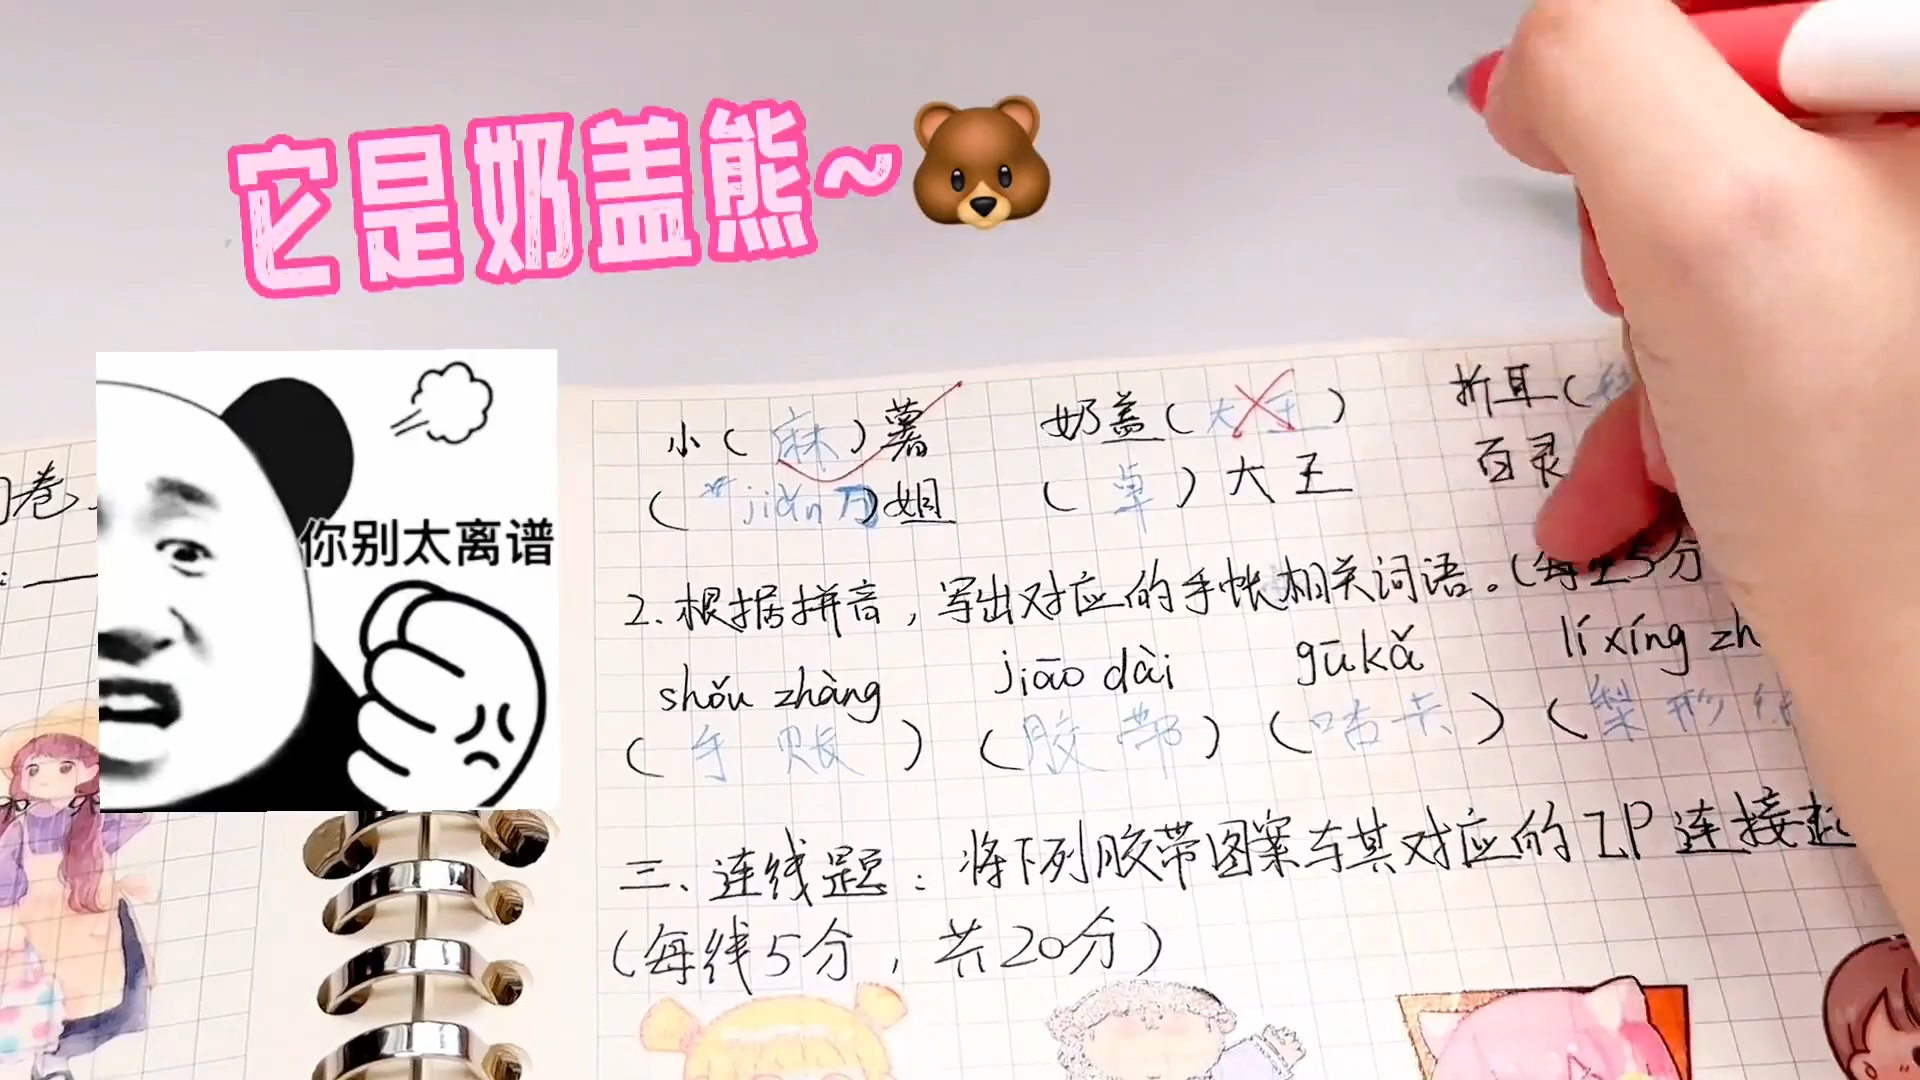 它是奶盖熊~
你别太离谱
小(麻)薯 奶盖(大王) 折耳(
(jiǎn刀)姐 (卓)大王 百灵
2.根据拼音,写出对应的手帐相关词语。(每空5分
shǒu zhàng jiāo dài gūkǎ lí xíng zh
(手账) (胶带) (咕卡) (梨形
三、连线题:将下列胶带图案与其对应的IP连接起
(每线5分,共20分)